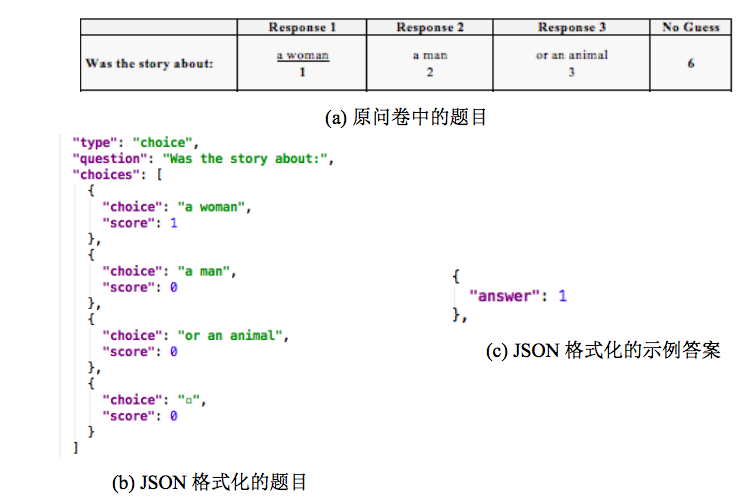 Response 1 Response 2 Response 3 No Guess
Was the story about: a woman a man or an animal 6
1 2 3
(a) 原问卷中的题目
"type": "choice",
"question": "Was the story about:",
"choices": [
{
"choice": "a woman",
"score": 1
},
{
"choice": "a man",
"score": 0
},
{
"choice": "or an animal",
"score": 0
},
{
"choice": "▫",
"score": 0
}
]
(b) JSON 格式化的题目
{
"answer": 1
},
(c) JSON 格式化的示例答案